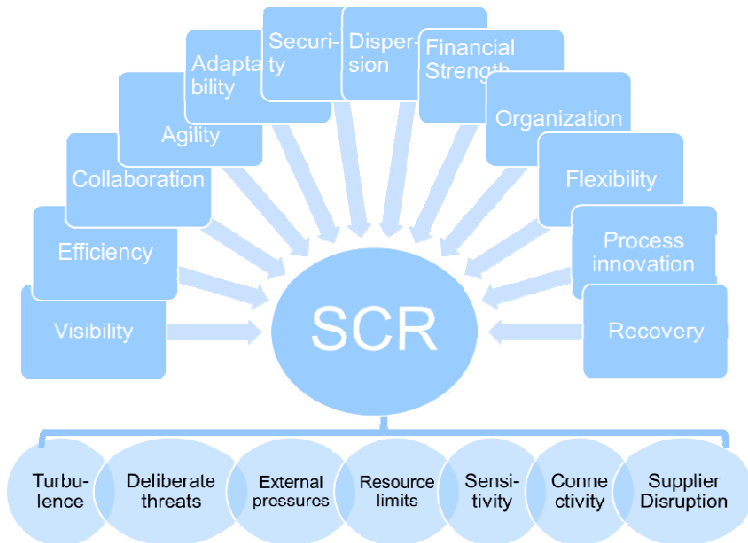 Securi-
ty
Disper-
sion
Financial
Strength
Adapta
bility
Organization
Agility
Collaboration
Flexibility
Efficiency
Process
innovation
Visibility
SCR
Recovery
Turbu-
lence
Deliberate
threats
External
pressures
Resource
limits
Sensi-
tivity
Conne
ctivity
Supplier
Disruption